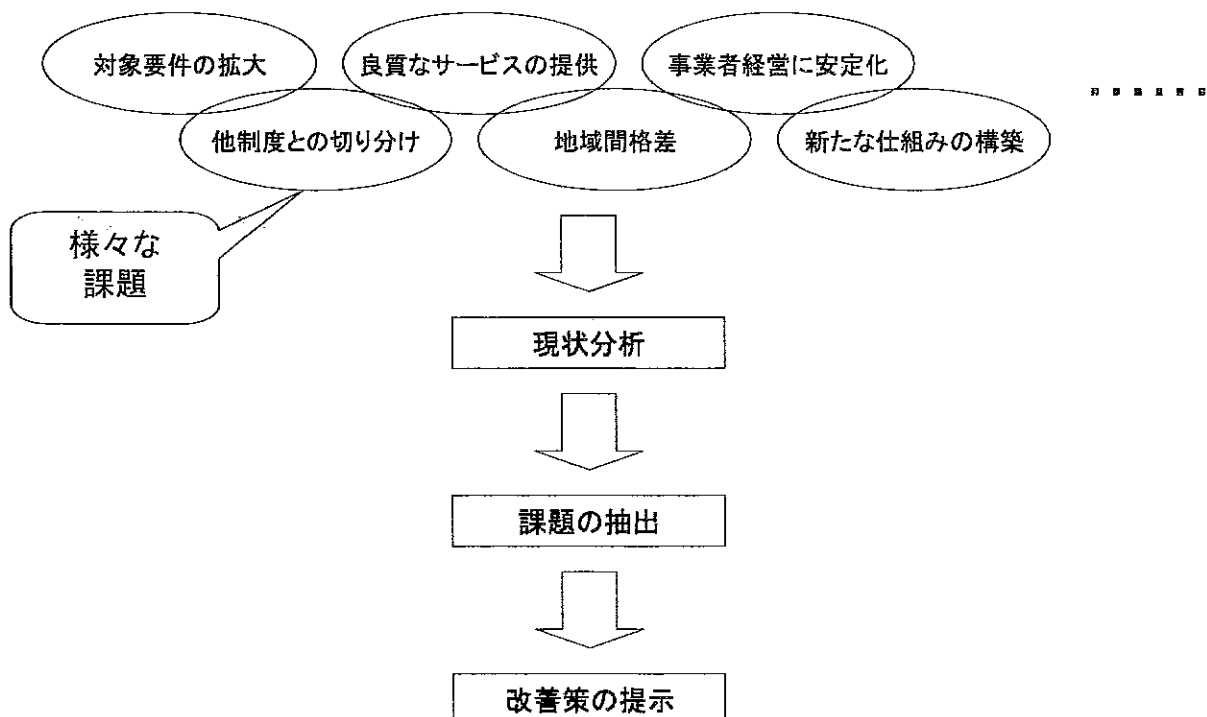 対象要件の拡大
良質なサービスの提供
事業者経営に安定化
他制度との切り分け
地域間格差
新たな仕組みの構築
様々な
課題
現状分析
課題の抽出
改善策の提示